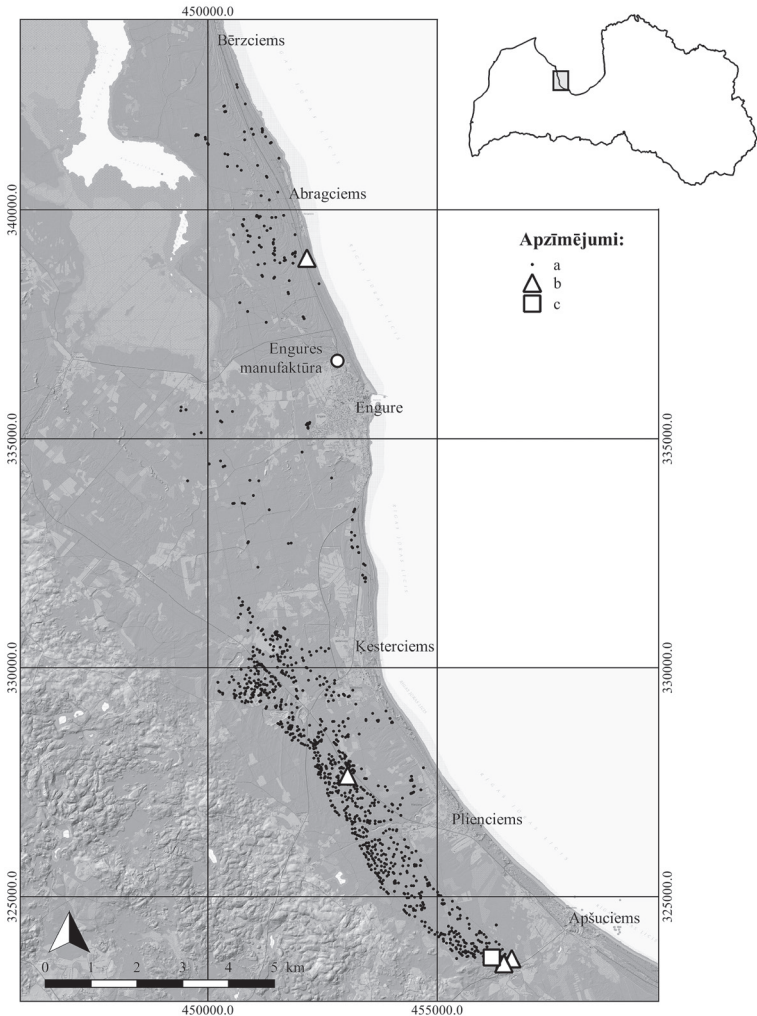 450000.0
Bērzciems
Abragciems
340000.0
Apzīmējumi:
a
b
c
Engures
manufaktūra
Engure
335000.0
335000.0
Ķesterciems
330000.0
330000.0
Plienciems
325000.0
325000.0
Apšuciems
0 1 2 3 4 5 km
450000.0
455000.0